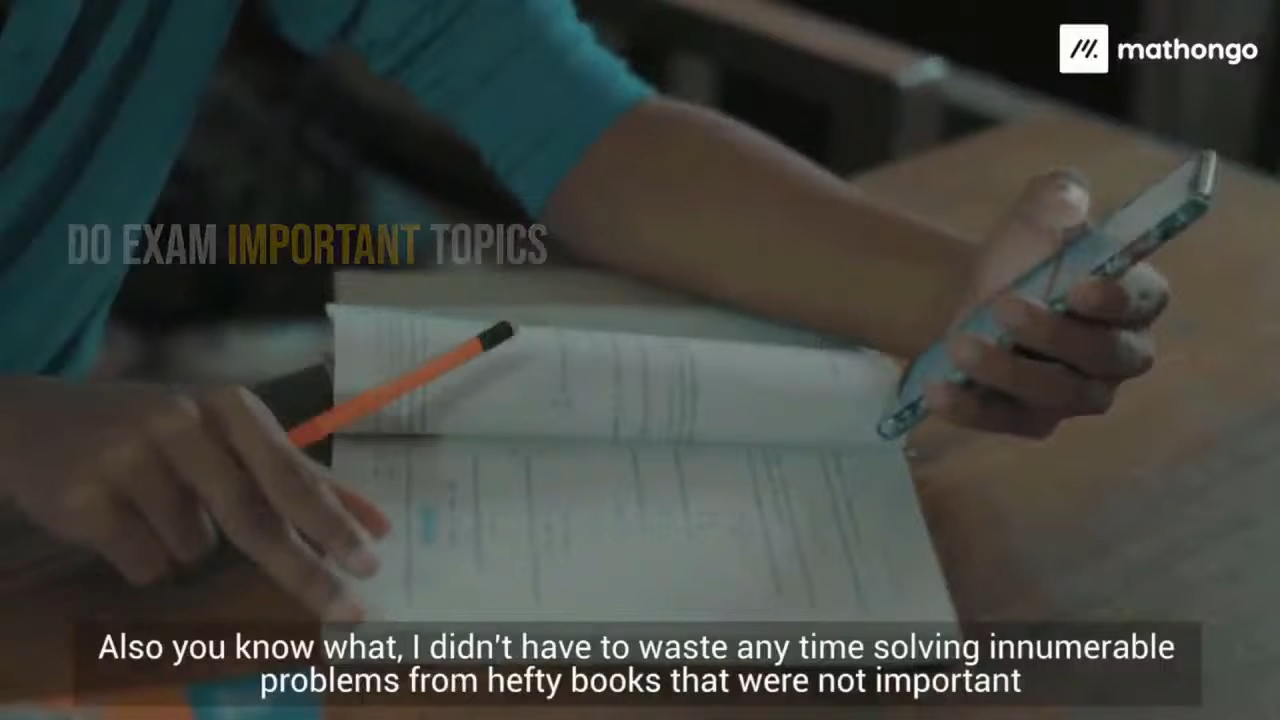 mathongo
DO EXAM IMPORTANT TOPICS
Also you know what, I didn't have to waste any time solving innumerable
problems from hefty books that were not important